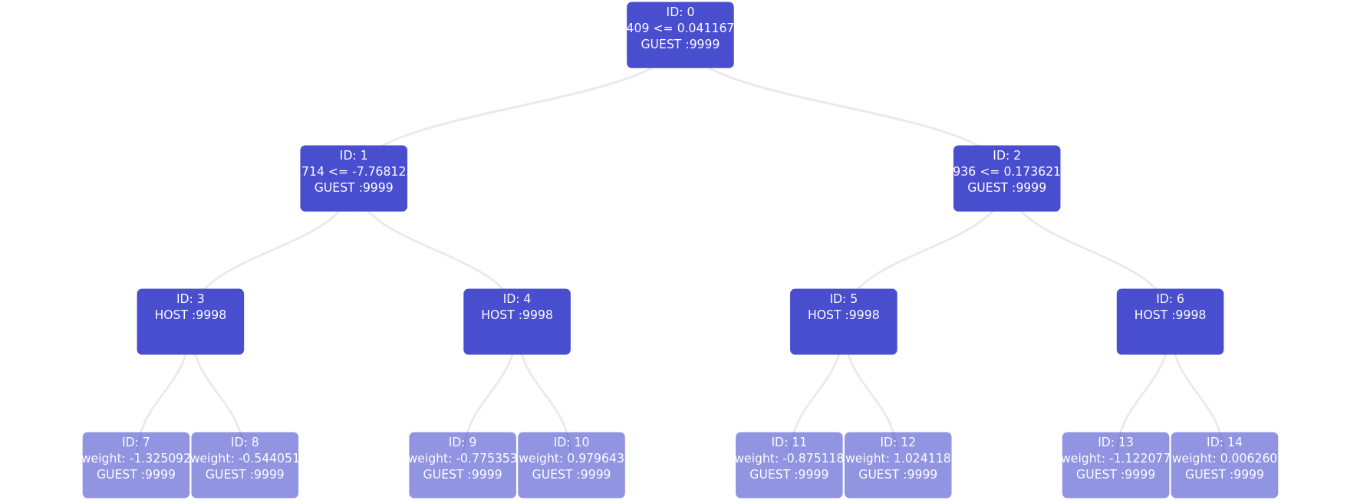 ID: 0
409 <= 0.041167
GUEST :9999
ID: 1
714 <= -7.76812
GUEST :9999
ID: 2
936 <= 0.173621
GUEST :9999
ID: 3
HOST :9998
ID: 4
HOST :9998
ID: 5
HOST :9998
ID: 6
HOST :9998
ID: 7
weight: -1.325092
GUEST :9999
ID: 8
weight: -0.544051
GUEST :9999
ID: 9
weight: -0.775353
GUEST :9999
ID: 10
weight: 0.979643
GUEST :9999
ID: 11
weight: -0.875118
GUEST :9999
ID: 12
weight: 1.024118
GUEST :9999
ID: 13
weight: -1.122077
GUEST :9999
ID: 14
weight: 0.006260
GUEST :9999